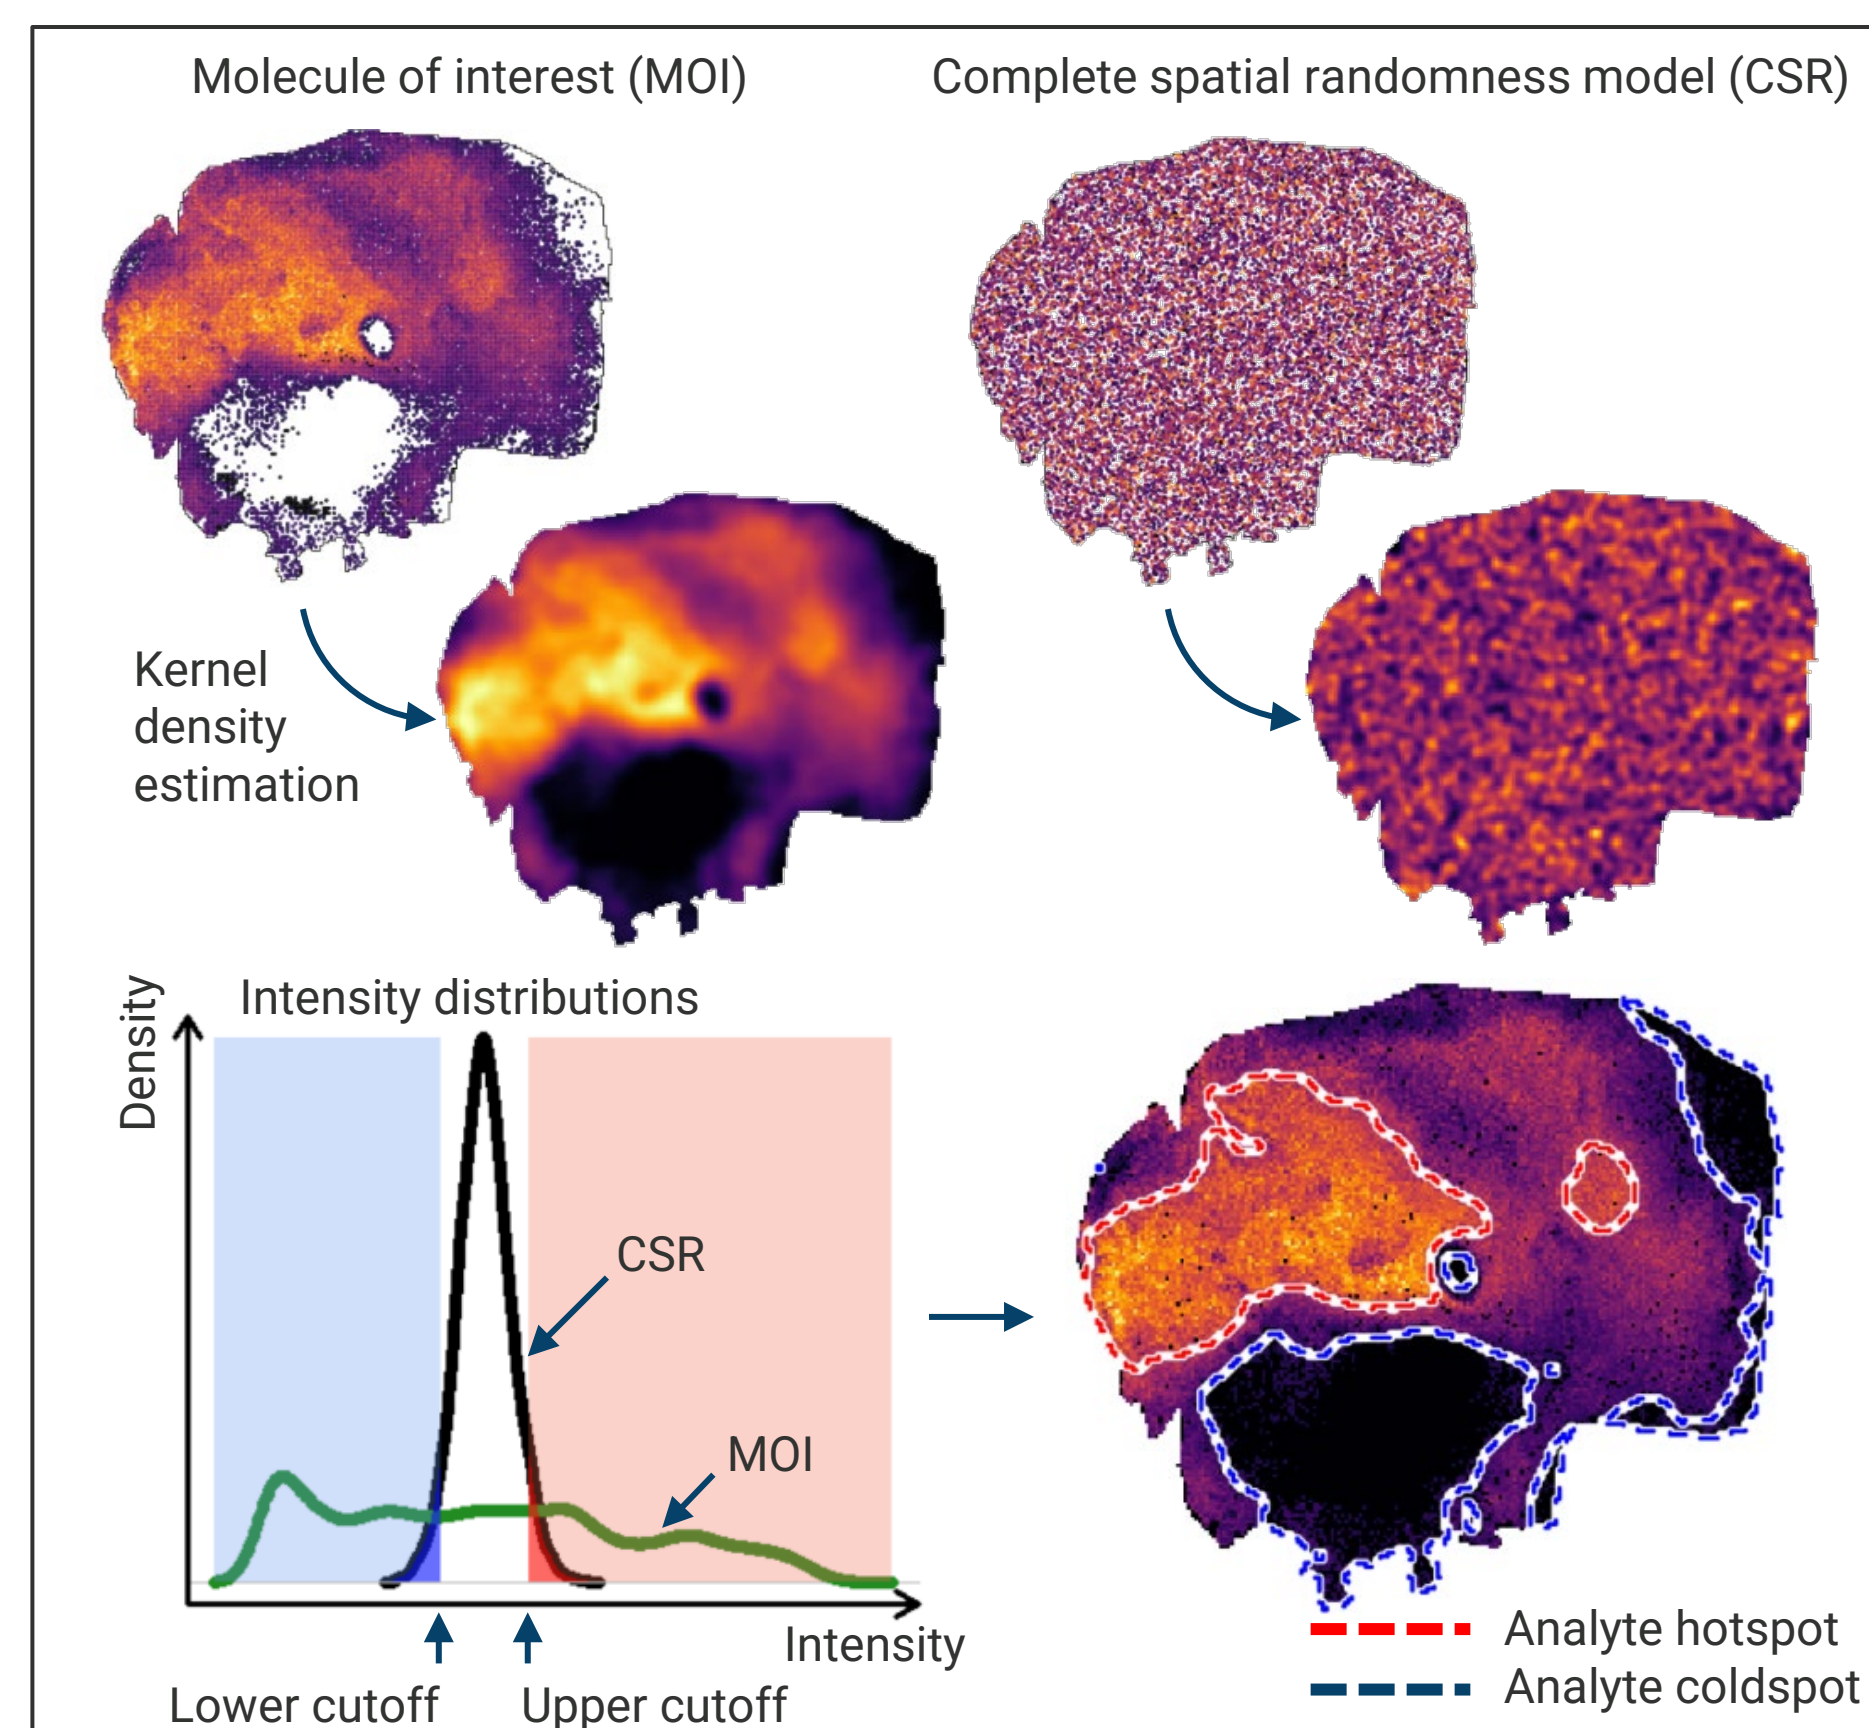 Molecule of interest (MOI)
Complete spatial randomness model (CSR)
Kernel
density
estimation
Intensity distributions
Density
CSR
MOI
Intensity
Lower cutoff
Upper cutoff
Analyte hotspot
Analyte coldspot